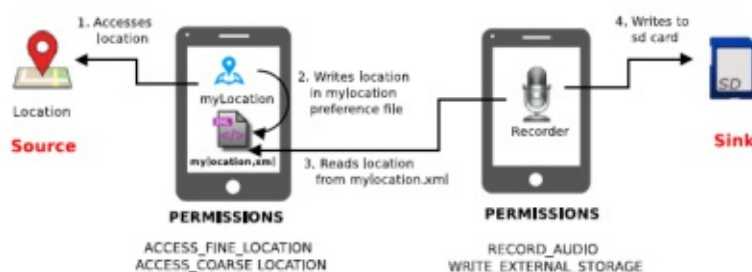 1. Accesses
location
4. Writes to
sd card
2. Writes location
in mylocation
preference file
myLocation
Location
Source
mylocation.xml
3. Reads location
from mylocation.xml
Recorder
SD
Sink
PERMISSIONS
ACCESS_FINE_LOCATION
ACCESS_COARSE LOCATION
PERMISSIONS
RECORD_AUDIO
WRITE_EXTERNAL_STORAGE